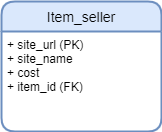 Item_seller
+ site_url (PK)
+ site_name
+ cost
+ item_id (FK)